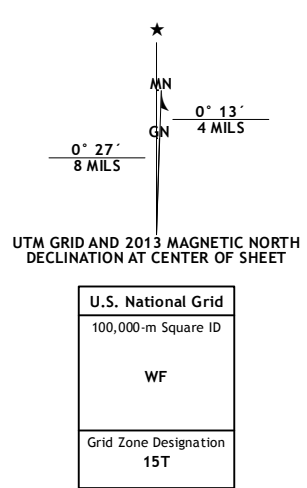 ★
MN
0° 13´
4 MILS
GN
0° 27´
8 MILS
UTM GRID AND 2013 MAGNETIC NORTH
DECLINATION AT CENTER OF SHEET
U.S. National Grid
100,000-m Square ID
WF
Grid Zone Designation
15T